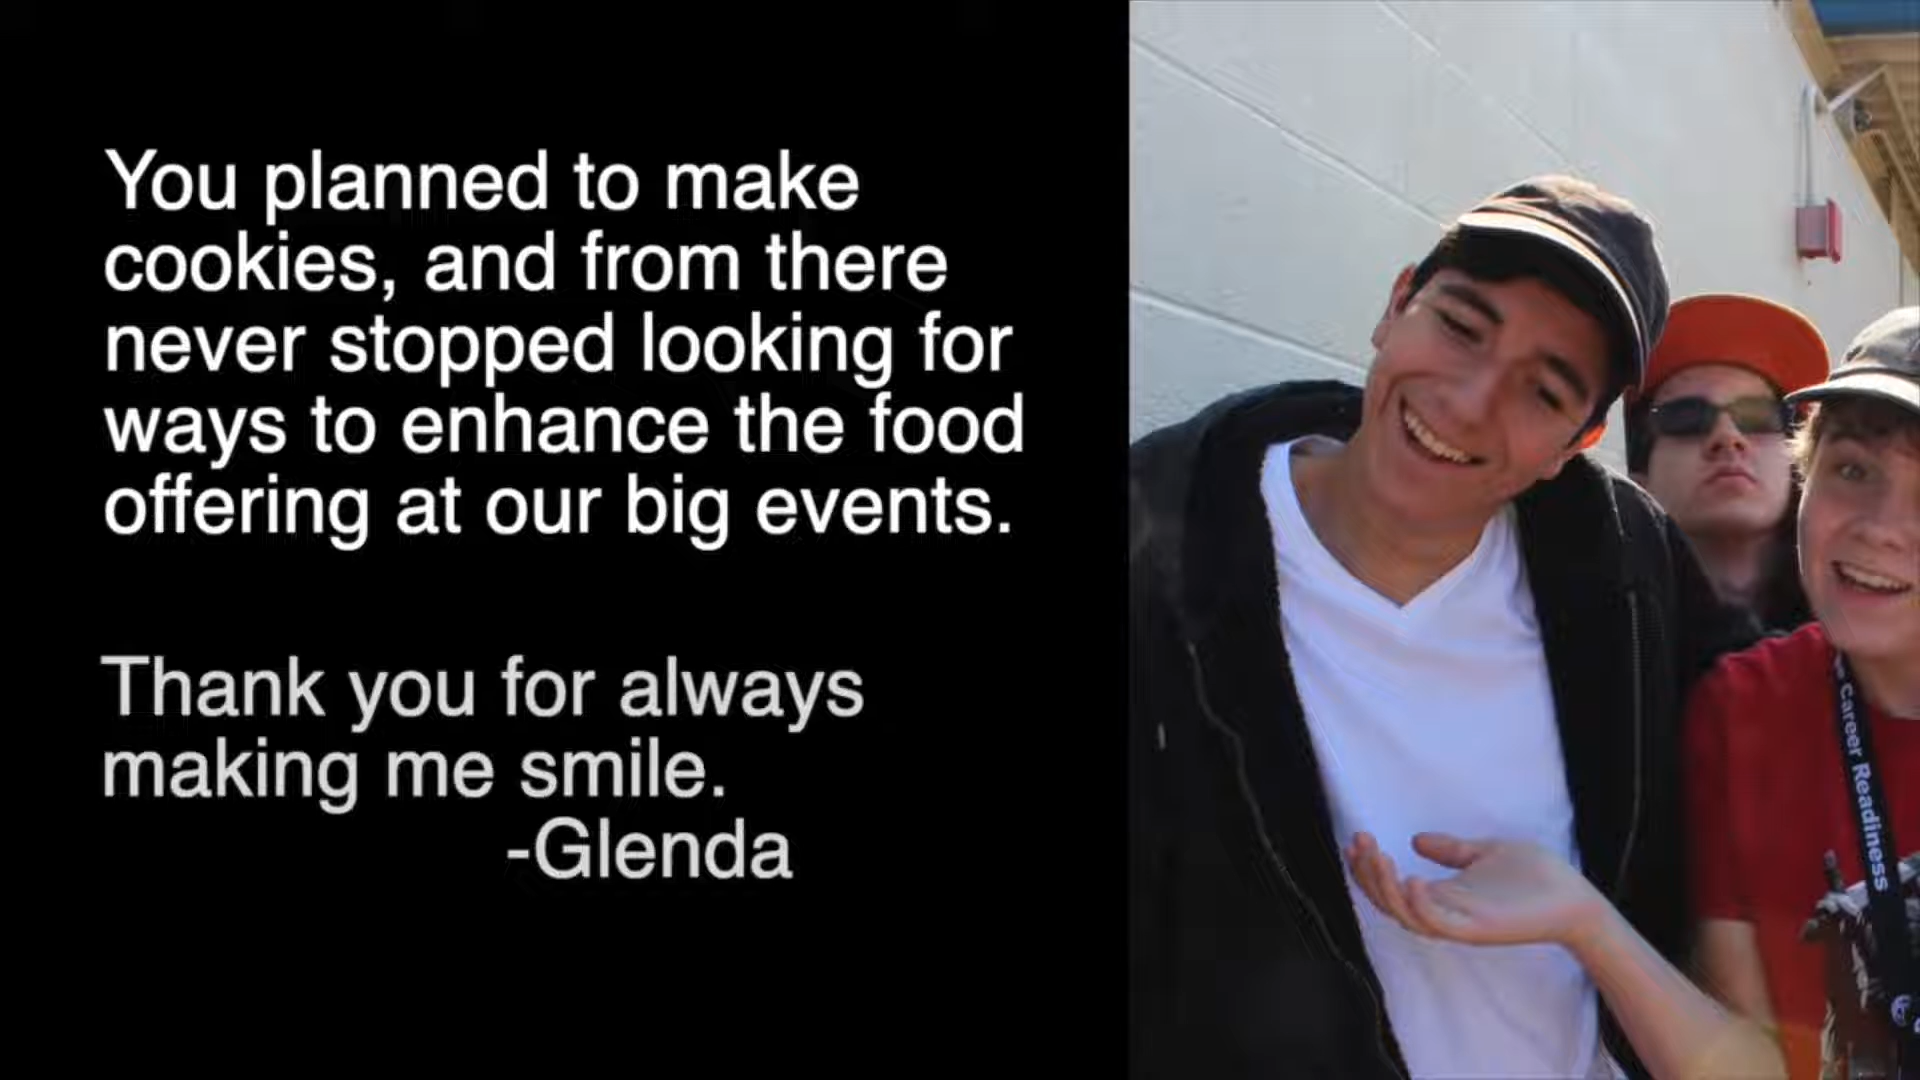 You planned to make
cookies, and from there
never stopped looking for
ways to enhance the food
offering at our big events.
Thank you for always
making me smile.
-Glenda
Career Readiness